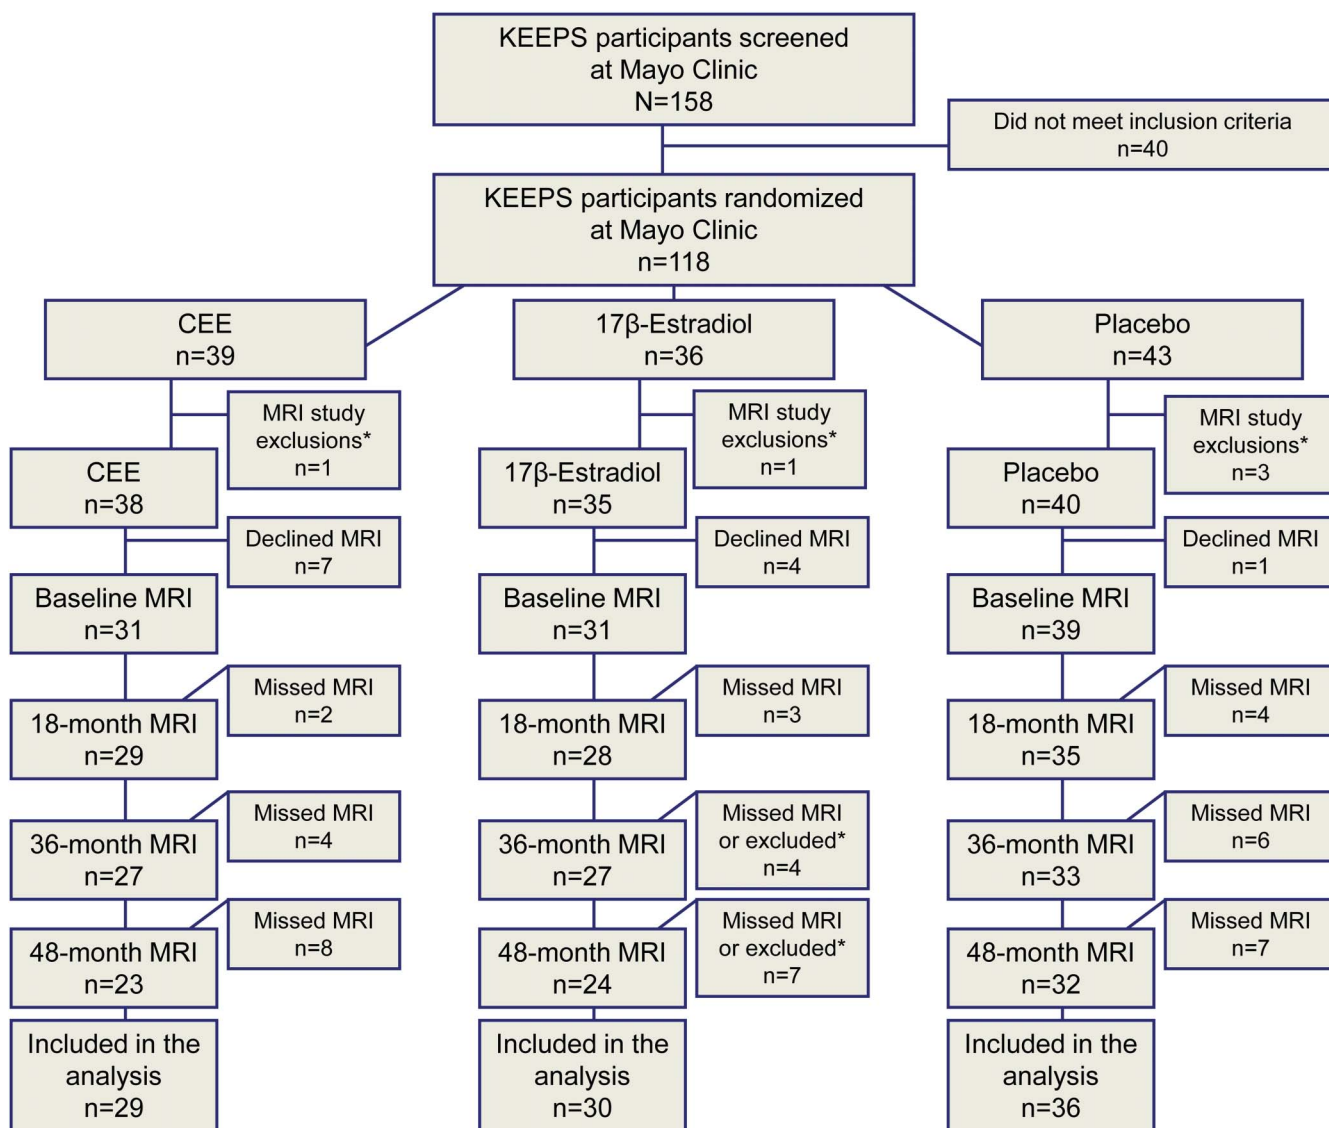 KEEPS participants screened
at Mayo Clinic
N=158
Did not meet inclusion criteria
n=40
KEEPS participants randomized
at Mayo Clinic
n=118
CEE
n=39
17β-Estradiol
n=36
Placebo
n=43
MRI study
exclusions*
n=1
MRI study
exclusions*
n=1
MRI study
exclusions*
n=3
CEE
n=38
17β-Estradiol
n=35
Placebo
n=40
Declined MRI
n=7
Declined MRI
n=4
Declined MRI
n=1
Baseline MRI
n=31
Baseline MRI
n=31
Baseline MRI
n=39
Missed MRI
n=2
Missed MRI
n=3
Missed MRI
n=4
18-month MRI
n=29
18-month MRI
n=28
18-month MRI
n=35
Missed MRI
n=4
Missed MRI
or excluded*
n=4
Missed MRI
n=6
36-month MRI
n=27
36-month MRI
n=27
36-month MRI
n=33
Missed MRI
n=8
Missed MRI
or excluded*
n=7
Missed MRI
n=7
48-month MRI
n=23
48-month MRI
n=24
48-month MRI
n=32
Included in the
analysis
n=29
Included in the
analysis
n=30
Included in the
analysis
n=36